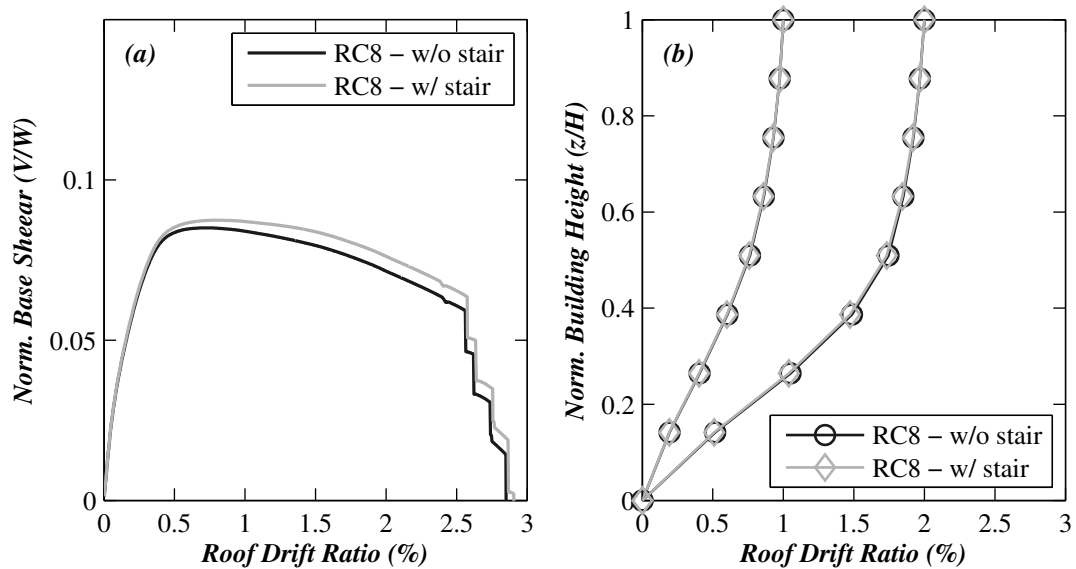 (a)
RC8 – w/o stair
RC8 – w/ stair
Norm. Base Sheear (V/W)
0.1
0.05
0
0 0.5 1 1.5 2 2.5 3
Roof Drift Ratio (%)
(b)
Norm. Building Height (z/H)
1
0.8
0.6
0.4
0.2
0
RC8 – w/o stair
RC8 – w/ stair
0 0.5 1 1.5 2 2.5 3
Roof Drift Ratio (%)